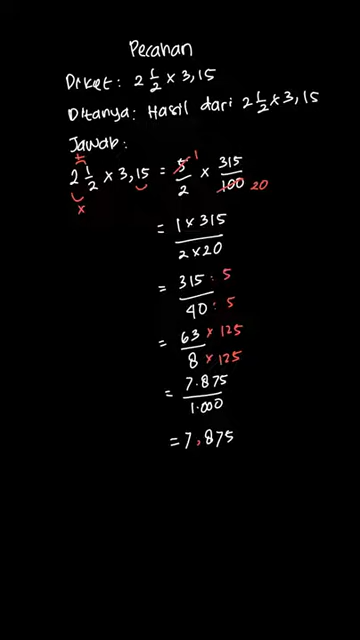 Pecahan
Diket: 2 1/2 × 3,15
Ditanya: Hasil dari 2 1/2 × 3,15
Jawab:
+
2 1/2 × 3,15 = 5/2 × 315/100 1 20
×
= 1 × 315 / 2 × 20
= 315 : 5 / 40 : 5
= 63 × 125 / 8 × 125
= 7.875 / 1.000
= 7,875